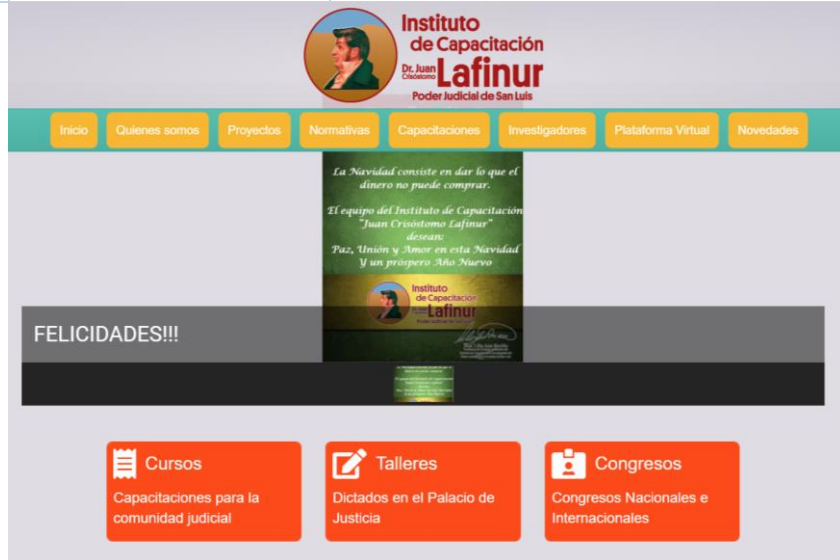 Instituto
de Capacitación
Dr. Juan
Crisóstomo
Lafinur
Poder Judicial de San Luis
Inicio
Quienes somos
Proyectos
Normativas
Capacitaciones
Investigadores
Plataforma Virtual
Novedades
La Navidad consiste en dar lo que el
dinero no puede comprar.
El equipo del Instituto de Capacitación
"Juan Crisóstomo Lafinur"
desean:
Paz, Unión y Amor en esta Navidad
Y un próspero Año Nuevo
Instituto
de Capacitación
Lafinur
FELICIDADES!!!
Cursos
Capacitaciones para la
comunidad judicial
Talleres
Dictados en el Palacio de
Justicia
Congresos
Congresos Nacionales e
Internacionales